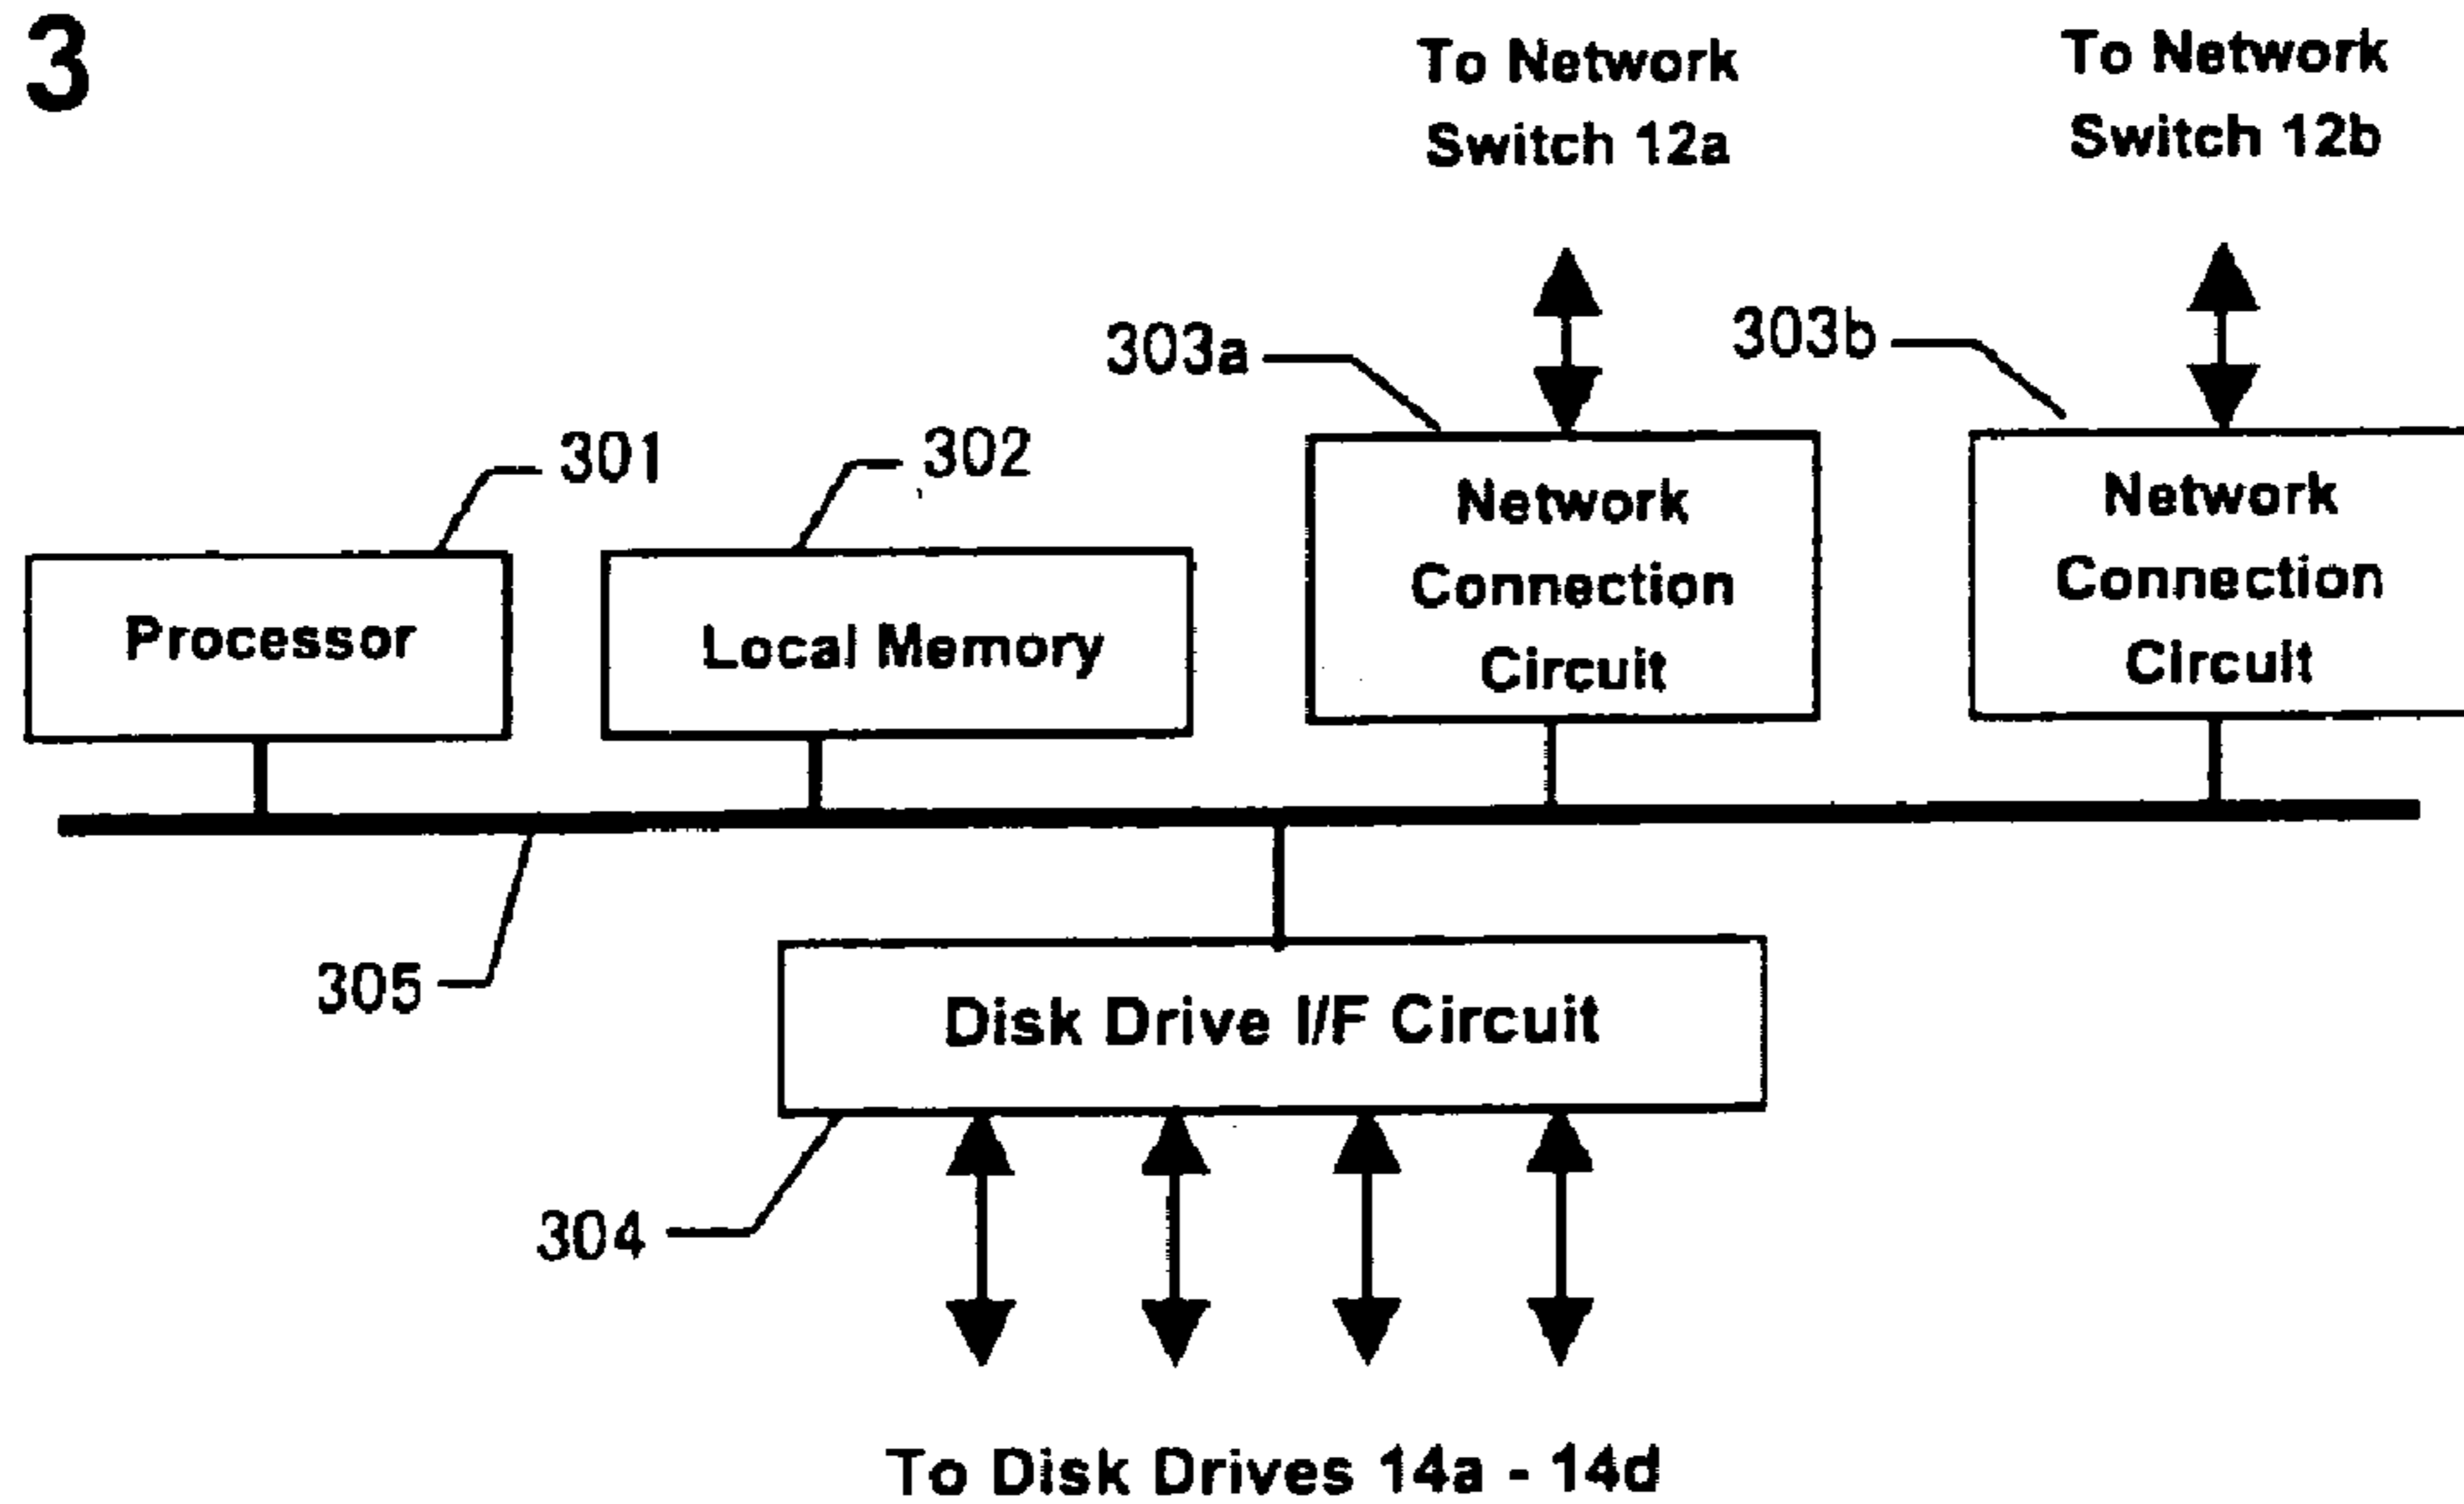 3
To Network
Switch 12a
To Network
Switch 12b
303a
303b
301
302
Processor
Local Memory
Network
Connection
Circuit
Network
Connection
Circuit
305
Disk Drive I/F Circuit
304
To Disk Drives 14a - 14d